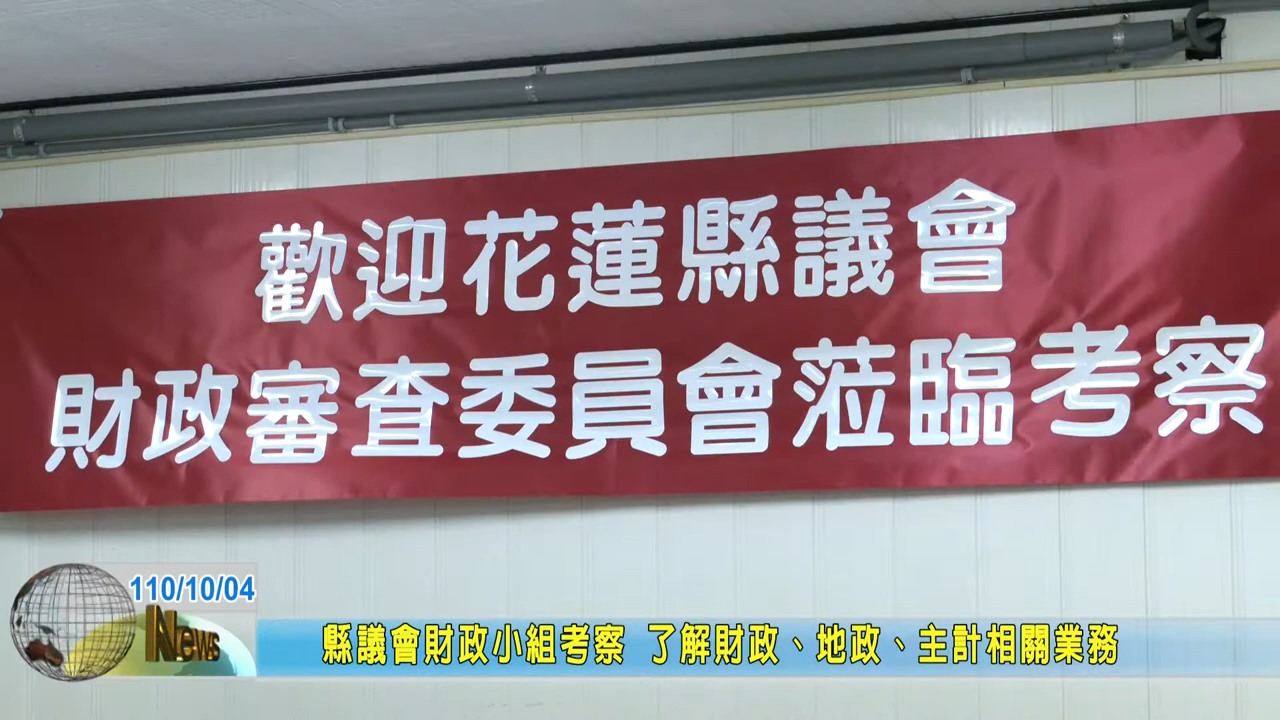 歡迎花蓮縣議會
財政審查委員會蒞臨考察
110/10/04
News
縣議會財政小組考察 了解財政、地政、主計相關業務